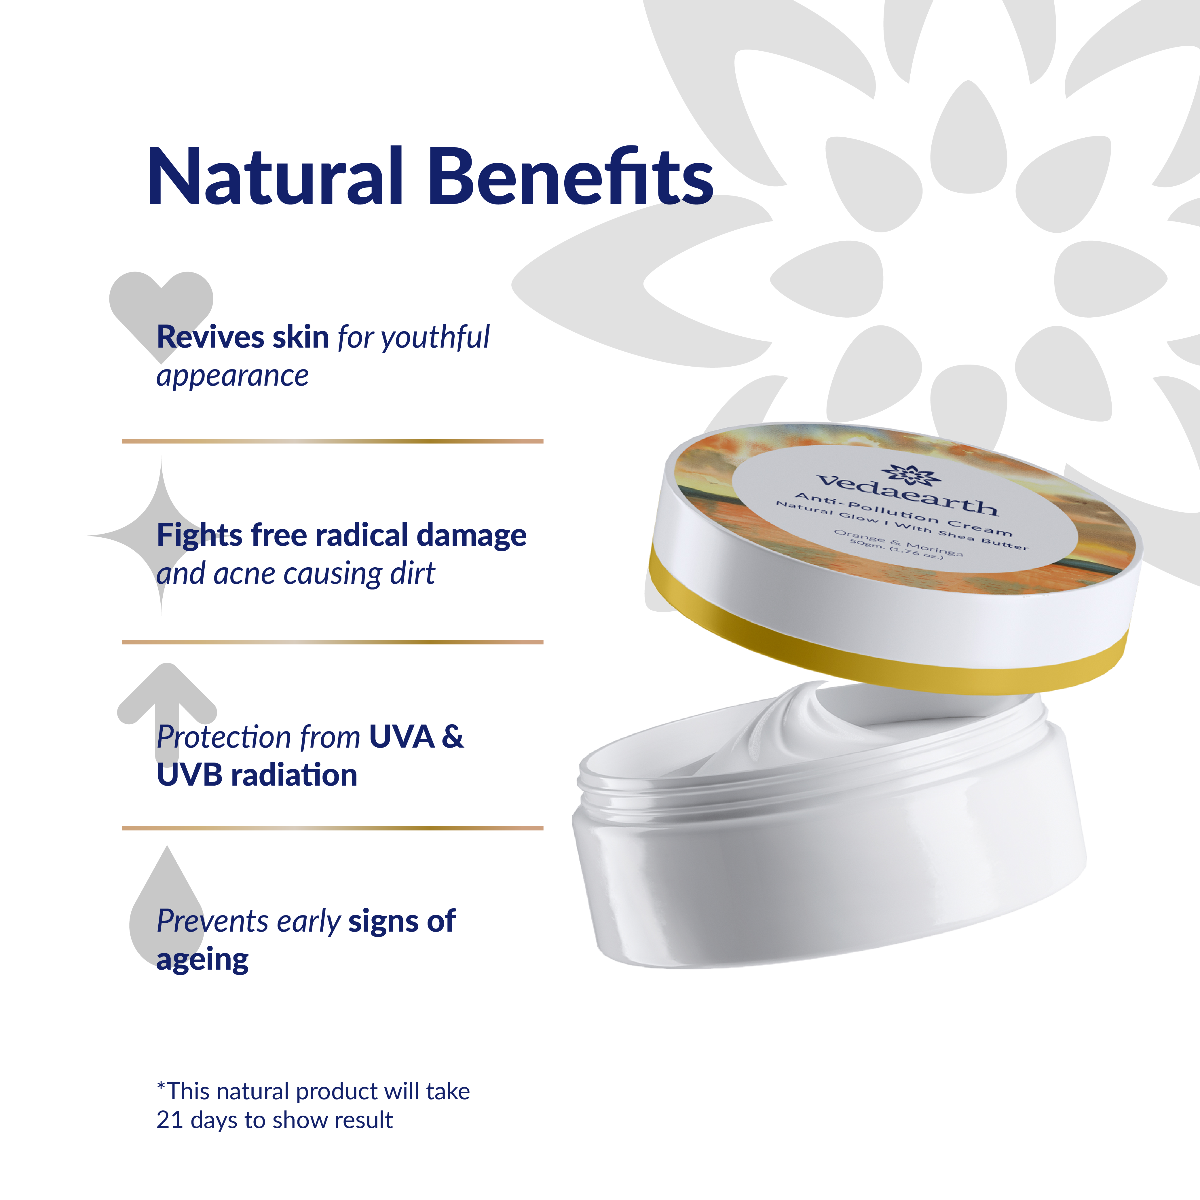 Natural Benefits
Revives skin for youthful
appearance
Fights free radical damage
and acne causing dirt
Protection from UVA &
UVB radiation
Prevents early signs of
ageing
*This natural product will take
21 days to show result
vedaearth
Anti-Pollution Cream
Natural Glow I With Shea Butter
Orange & Moringa
50gm. (1.76 oz.)